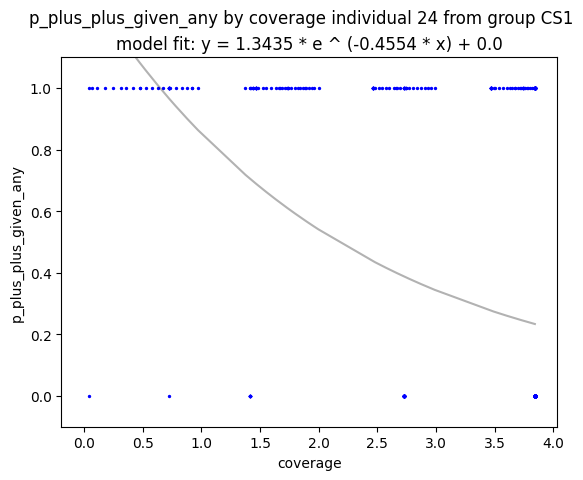 p_plus_plus_given_any by coverage individual 24 from group CS1
model fit: y = 1.3435 * e ^ (-0.4554 * x) + 0.0
1.0
0.8
0.6
0.4
0.2
0.0
p_plus_plus_given_any
0.0 0.5 1.0 1.5 2.0 2.5 3.0 3.5 4.0
coverage